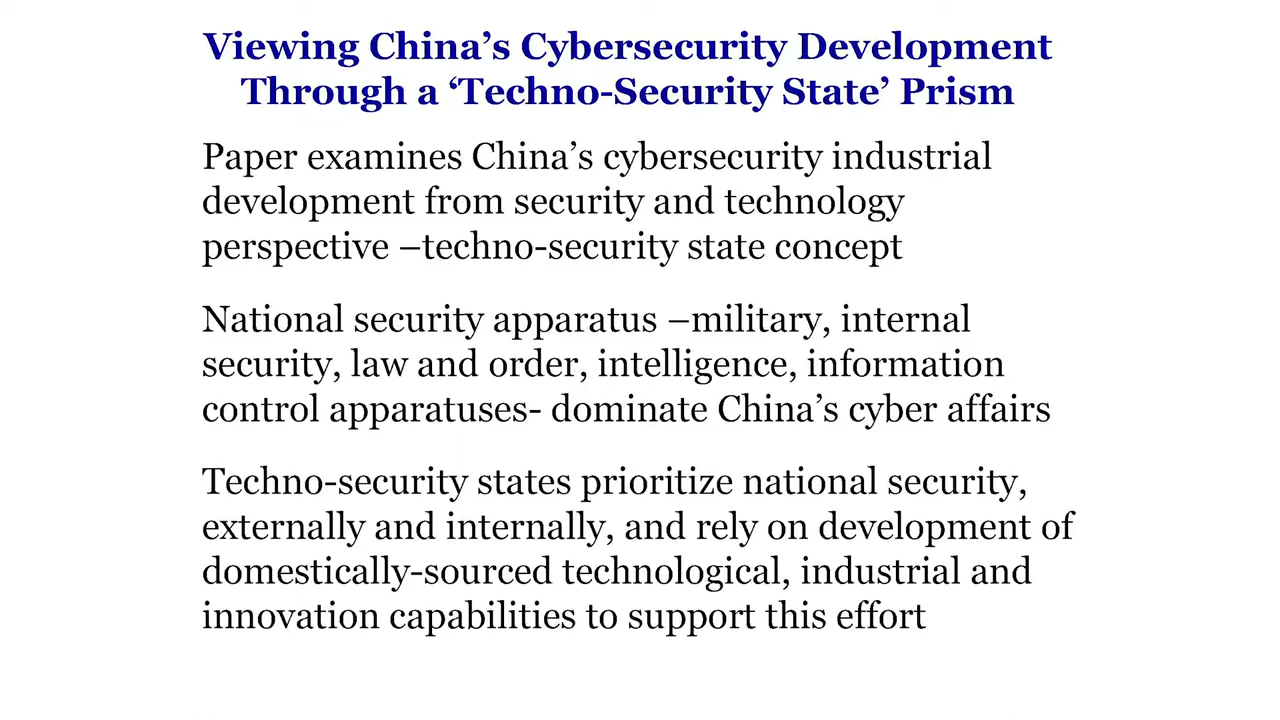 Viewing China’s Cybersecurity Development
Through a ‘Techno-Security State’ Prism
Paper examines China’s cybersecurity industrial
development from security and technology
perspective –techno-security state concept
National security apparatus –military, internal
security, law and order, intelligence, information
control apparatuses- dominate China’s cyber affairs
Techno-security states prioritize national security,
externally and internally, and rely on development of
domestically-sourced technological, industrial and
innovation capabilities to support this effort